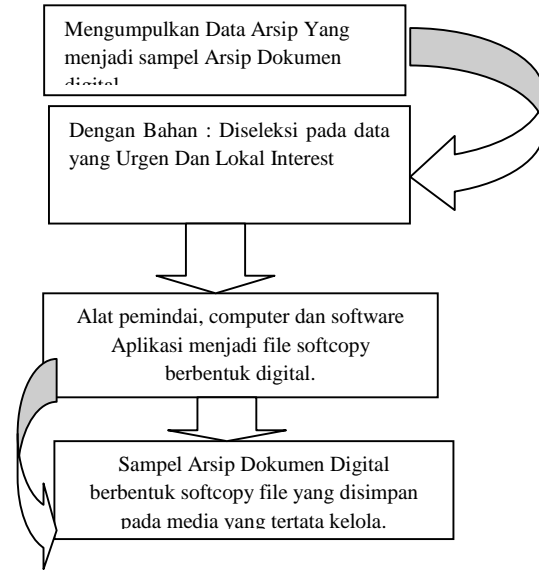 Mengumpulkan Data Arsip Yang
menjadi sampel Arsip Dokumen
digital
Dengan Bahan : Diseleksi pada data
yang Urgen Dan Lokal Interest
Alat pemindai, computer dan software
Aplikasi menjadi file softcopy
berbentuk digital.
Sampel Arsip Dokumen Digital
berbentuk softcopy file yang disimpan
pada media yang tertata kelola.